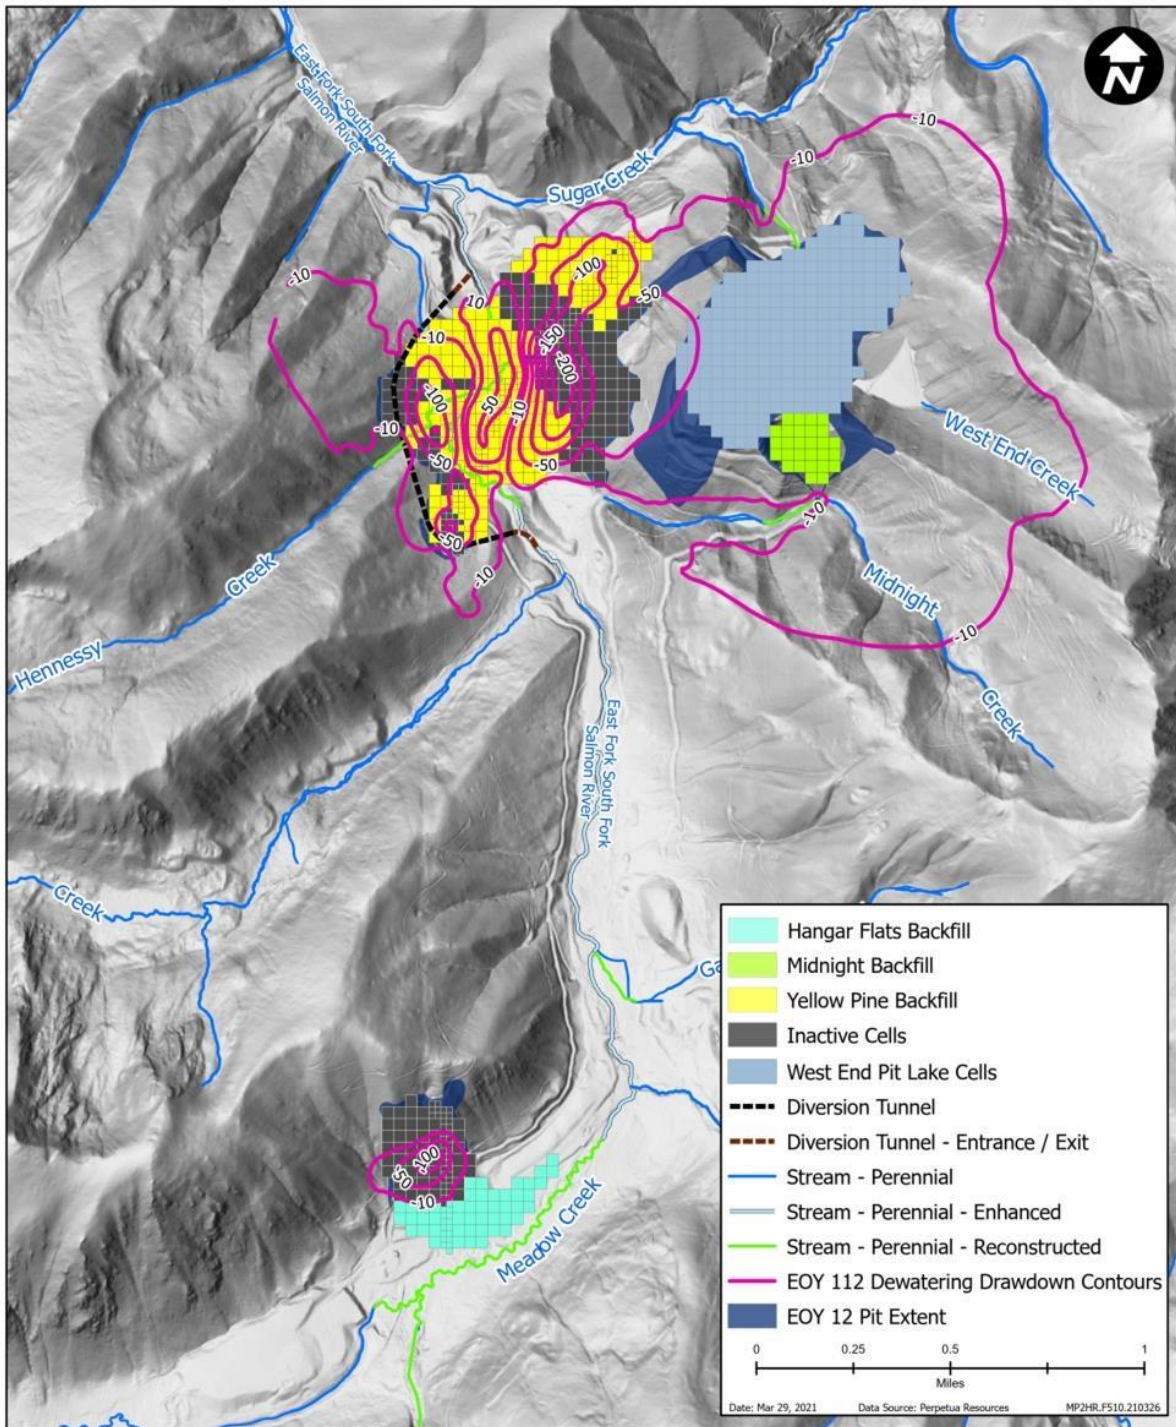 N
East Fork South Fork
Salmon River
Sugar Creek
-10
-10
-10
-100
-50
10
-10
-150
-200
-100
50
-10
-10
-50
-50
-50
-10
-10
-10
West End Creek
Midnight
Creek
Hennessy
Creek
East Fork South Fork
Salmon River
Creek
Ga
-100
-50
-10
Meadow Creek
Hangar Flats Backfill
Midnight Backfill
Yellow Pine Backfill
Inactive Cells
West End Pit Lake Cells
Diversion Tunnel
Diversion Tunnel - Entrance / Exit
Stream - Perennial
Stream - Perennial - Enhanced
Stream - Perennial - Reconstructed
EOY 112 Dewatering Drawdown Contours
EOY 12 Pit Extent
0 0.25 0.5 1
Miles
Date: Mar 29, 2021 Data Source: Perpetua Resources MP2HR.F510.210326